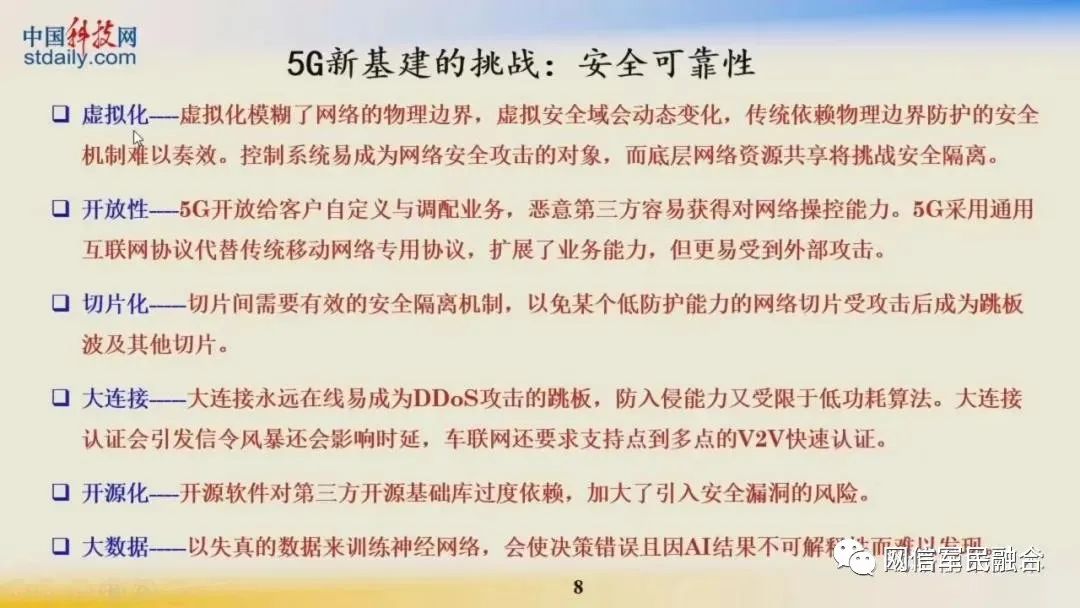 中国科技网
stdaily.com
5G新基建的挑战：安全可靠性
虚拟化----虚拟化模糊了网络的物理边界，虚拟安全域会动态变化，传统依赖物理边界防护的安全
机制难以奏效。控制系统易成为网络安全攻击的对象，而底层网络资源共享将挑战安全隔离。
开放性----5G开放给客户自定义与调配业务，恶意第三方容易获得对网络操控能力。5G采用通用
互联网协议代替传统移动网络专用协议，扩展了业务能力，但更易受到外部攻击。
切片化-----切片间需要有效的安全隔离机制，以免某个低防护能力的网络切片受攻击后成为跳板
波及其他切片。
大连接-----大连接永远在线易成为DDoS攻击的跳板，防入侵能力又受限于低功耗算法。大连接
认证会引发信令风暴还会影响时延，车联网还要求支持点到多点的V2V快速认证。
开源化----开源软件对第三方开源基础库过度依赖，加大了引入安全漏洞的风险。
大数据-----以失真的数据来训练神经网络，会使决策错误且因AI结果不可解释性而难以发现。
网信军民融合
8